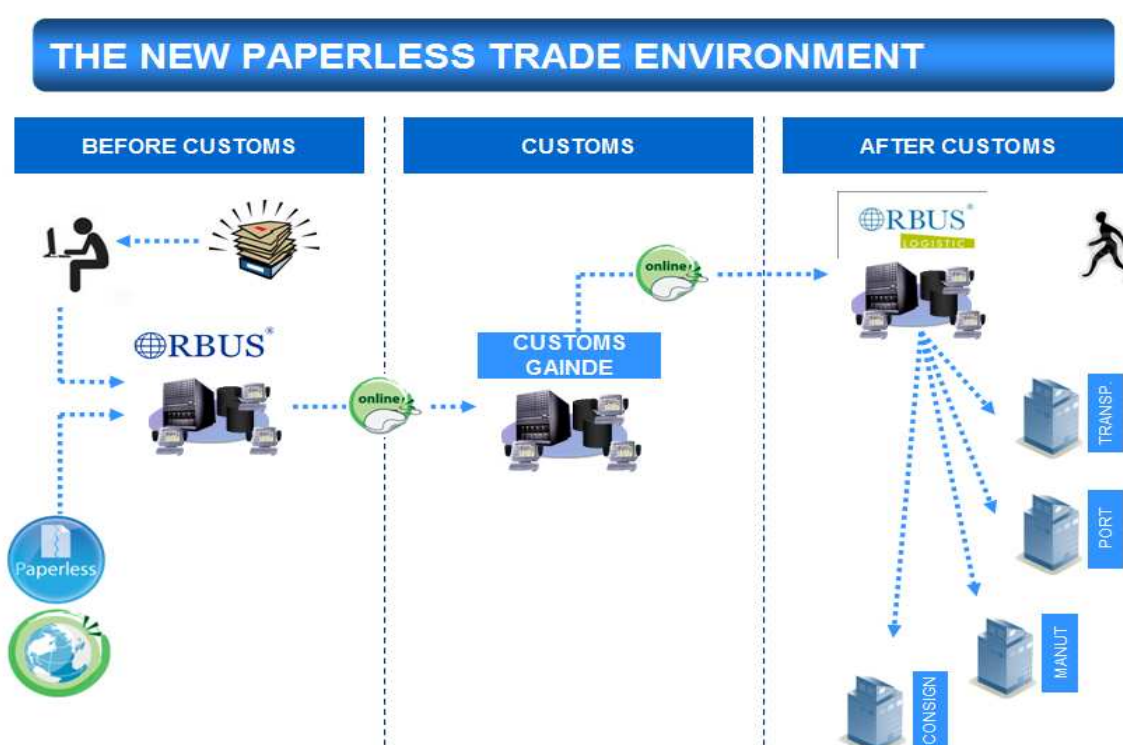 THE NEW PAPERLESS TRADE ENVIRONMENT
BEFORE CUSTOMS
CUSTOMS
AFTER CUSTOMS
ORBUS®
LOGISTIC
online
CUSTOMS
GAINDE
ORBUS®
online
TRANSP.
PORT
Paperless
MANUT
CONSIGN